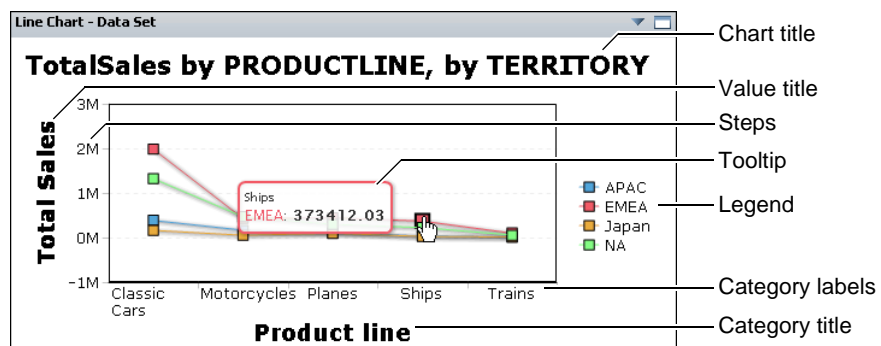 Line Chart - Data Set
TotalSales by PRODUCTLINE, by TERRITORY
Total Sales
3M
2M
1M
0M
-1M
Ships
EMEA: 373412.03
Classic
Cars
Motorcycles
Planes
Ships
Trains
Product line
APAC
EMEA
Japan
NA
Chart title
Value title
Steps
Tooltip
Legend
Category labels
Category title